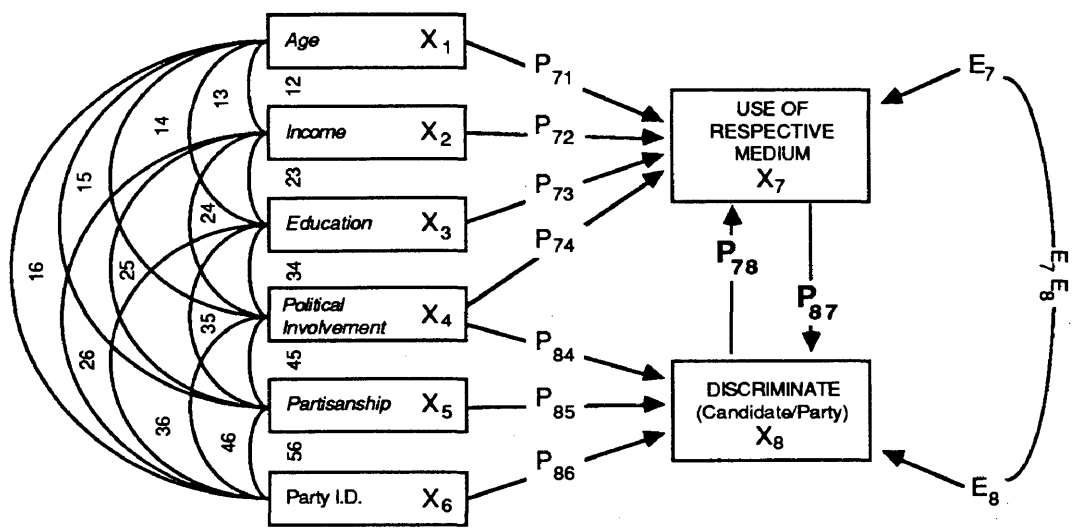 Age X1
12
Income X2
23
Education X3
34
Political
Involvement X4
45
Partisanship X5
56
Party I.D. X6
13
14
15
16
24
25
26
35
36
46
P71
P72
P73
P74
P84
P85
P86
USE OF
RESPECTIVE
MEDIUM
X7
P78
P87
DISCRIMINATE
(Candidate/Party)
X8
E7
E7 E8
E8